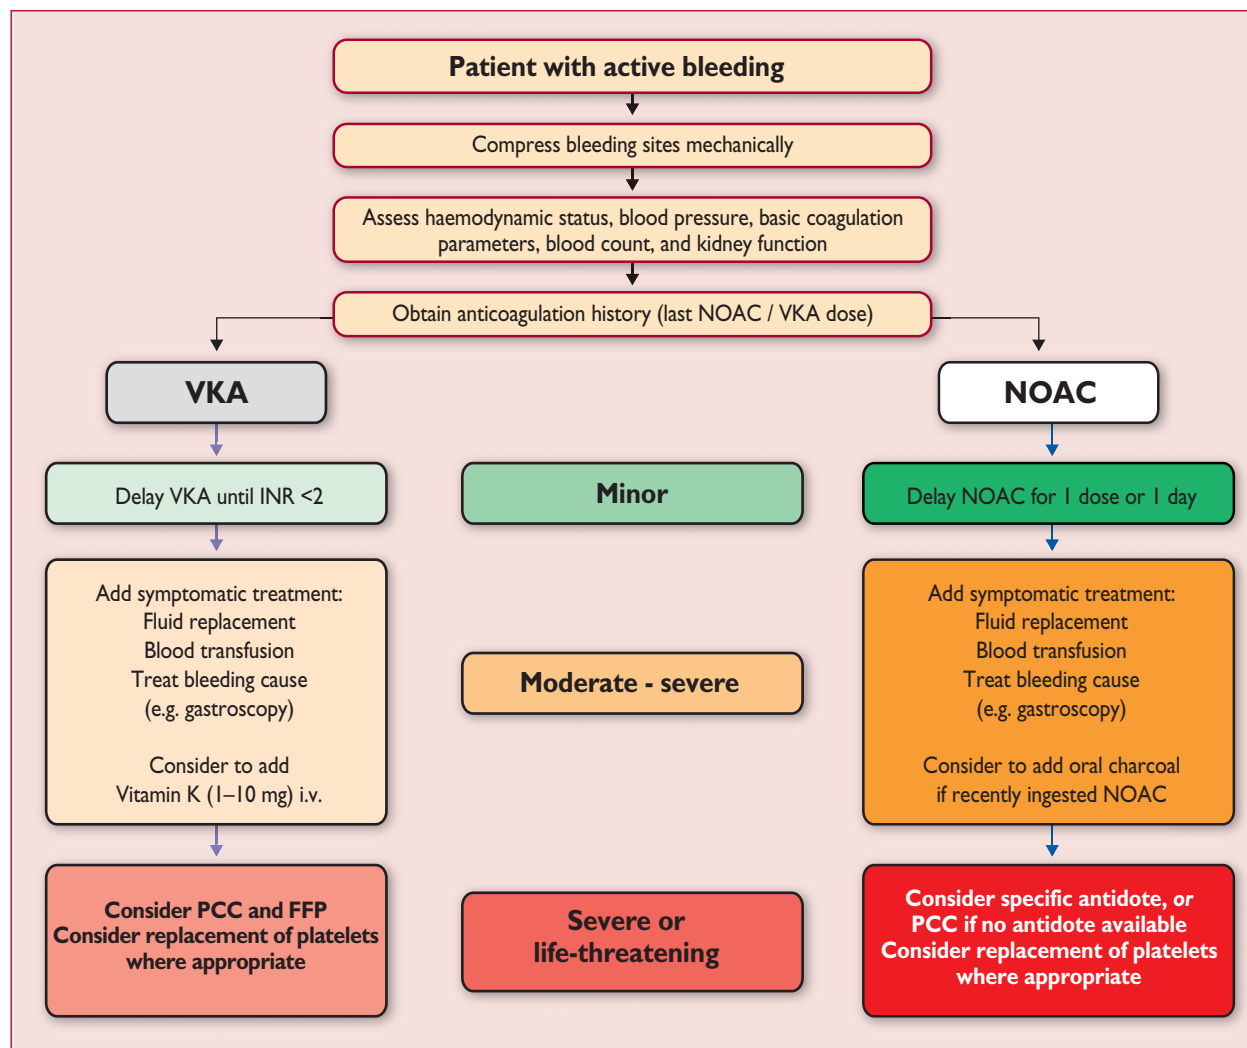 Patient with active bleeding
Compress bleeding sites mechanically
Assess haemodynamic status, blood pressure, basic coagulation
parameters, blood count, and kidney function
Obtain anticoagulation history (last NOAC / VKA dose)
VKA
NOAC
Delay VKA until INR <2
Minor
Delay NOAC for 1 dose or 1 day
Add symptomatic treatment:
Fluid replacement
Blood transfusion
Treat bleeding cause
(e.g. gastroscopy)
Consider to add
Vitamin K (1–10 mg) i.v.
Moderate - severe
Add symptomatic treatment:
Fluid replacement
Blood transfusion
Treat bleeding cause
(e.g. gastroscopy)
Consider to add oral charcoal
if recently ingested NOAC
Consider PCC and FFP
Consider replacement of platelets
where appropriate
Severe or
life-threatening
Consider specific antidote, or
PCC if no antidote available
Consider replacement of platelets
where appropriate